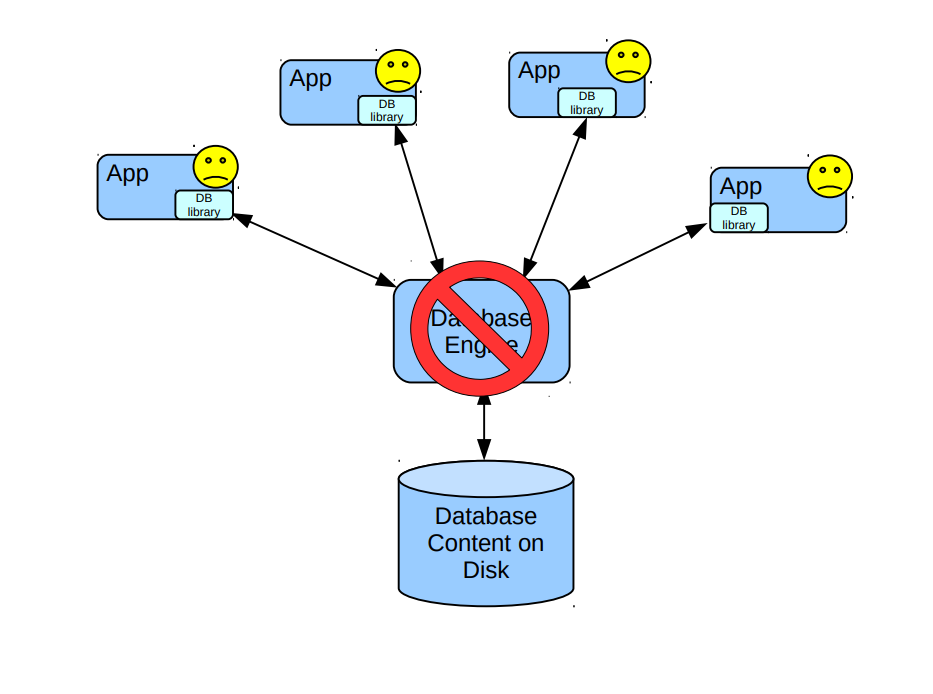 App
DB
library
App
DB
library
App
DB
library
App
DB
library
Database
Engine
Database
Content on
Disk